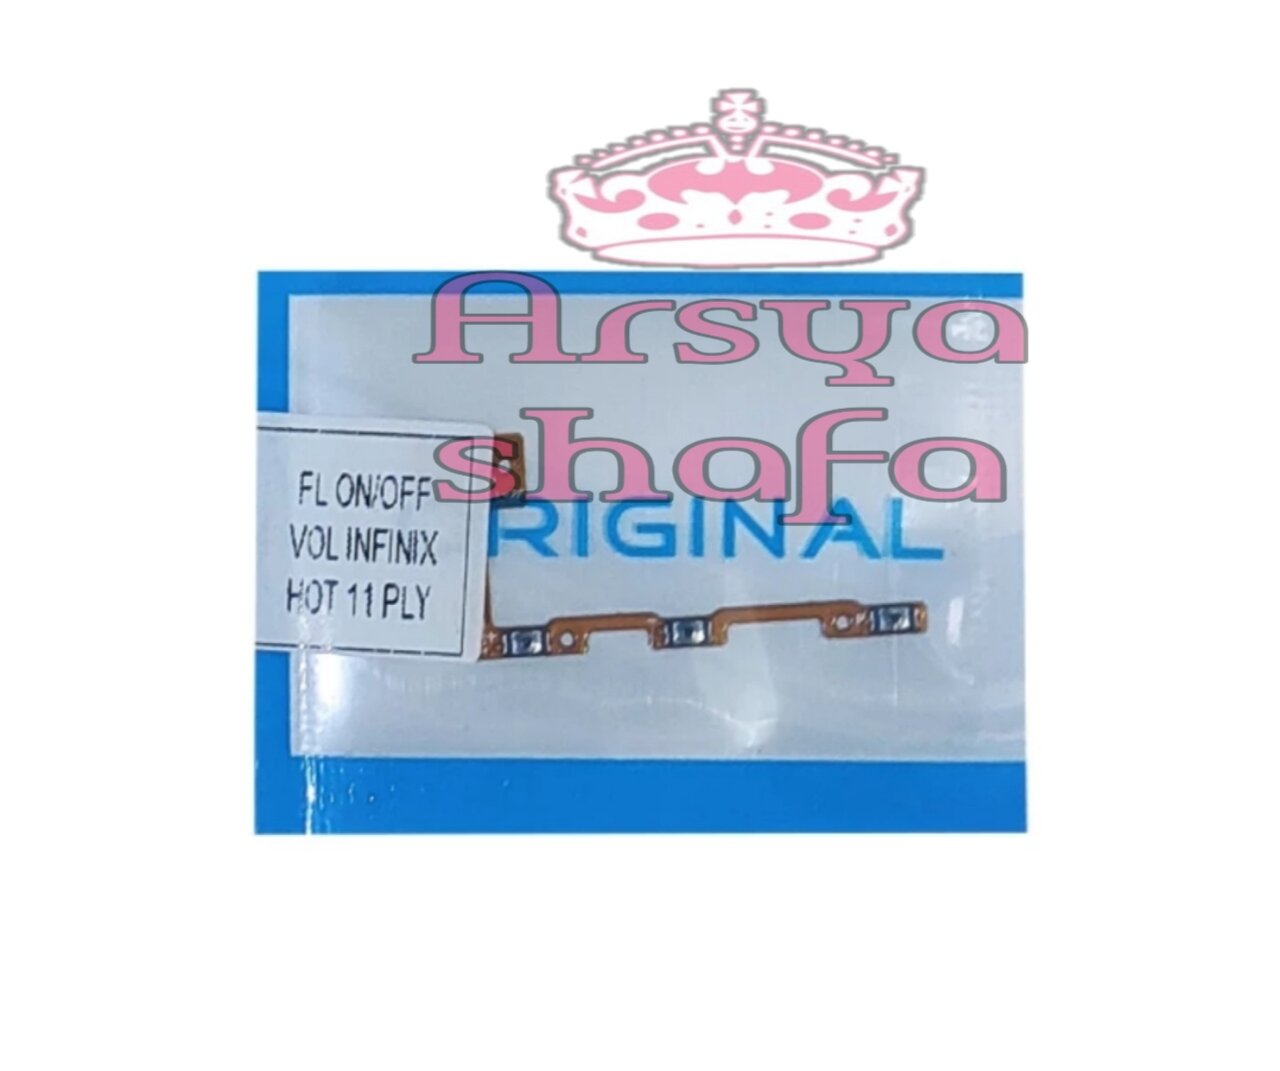 Arsya
shafa
FL ON/OFF
VOL INFINIX
HOT 11 PLY
RIGINAL